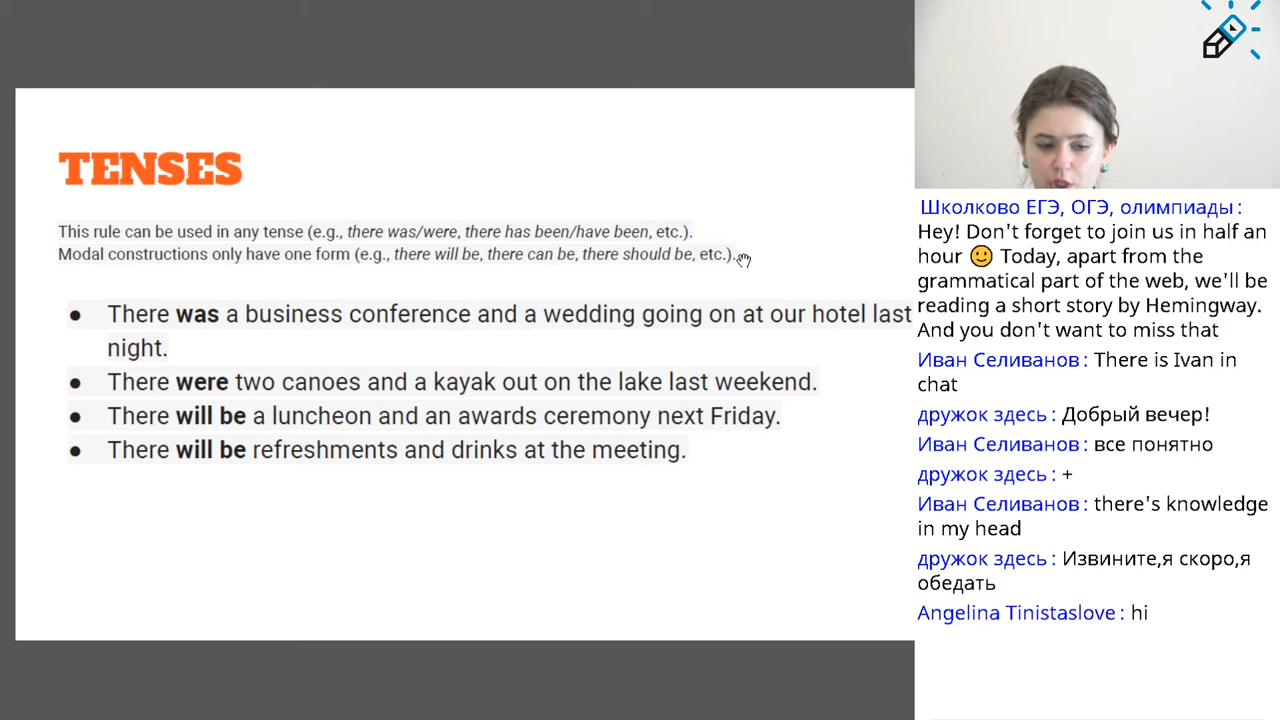 TENSES
This rule can be used in any tense (e.g., there was/were, there has been/have been, etc.).
Modal constructions only have one form (e.g., there will be, there can be, there should be, etc.).
● There was a business conference and a wedding going on at our hotel last
night.
● There were two canoes and a kayak out on the lake last weekend.
● There will be a luncheon and an awards ceremony next Friday.
● There will be refreshments and drinks at the meeting.
Школково ЕГЭ, ОГЭ, олимпиады :
Hey! Don't forget to join us in half an
hour 🙂 Today, apart from the
grammatical part of the web, we'll be
reading a short story by Hemingway.
And you don't want to miss that
Иван Селиванов : There is Ivan in
chat
дружок здесь : Добрый вечер!
Иван Селиванов : все понятно
дружок здесь : +
Иван Селиванов : there's knowledge
in my head
дружок здесь : Извините,я скоро,я
обедать
Angelina Tinistaslove : hi